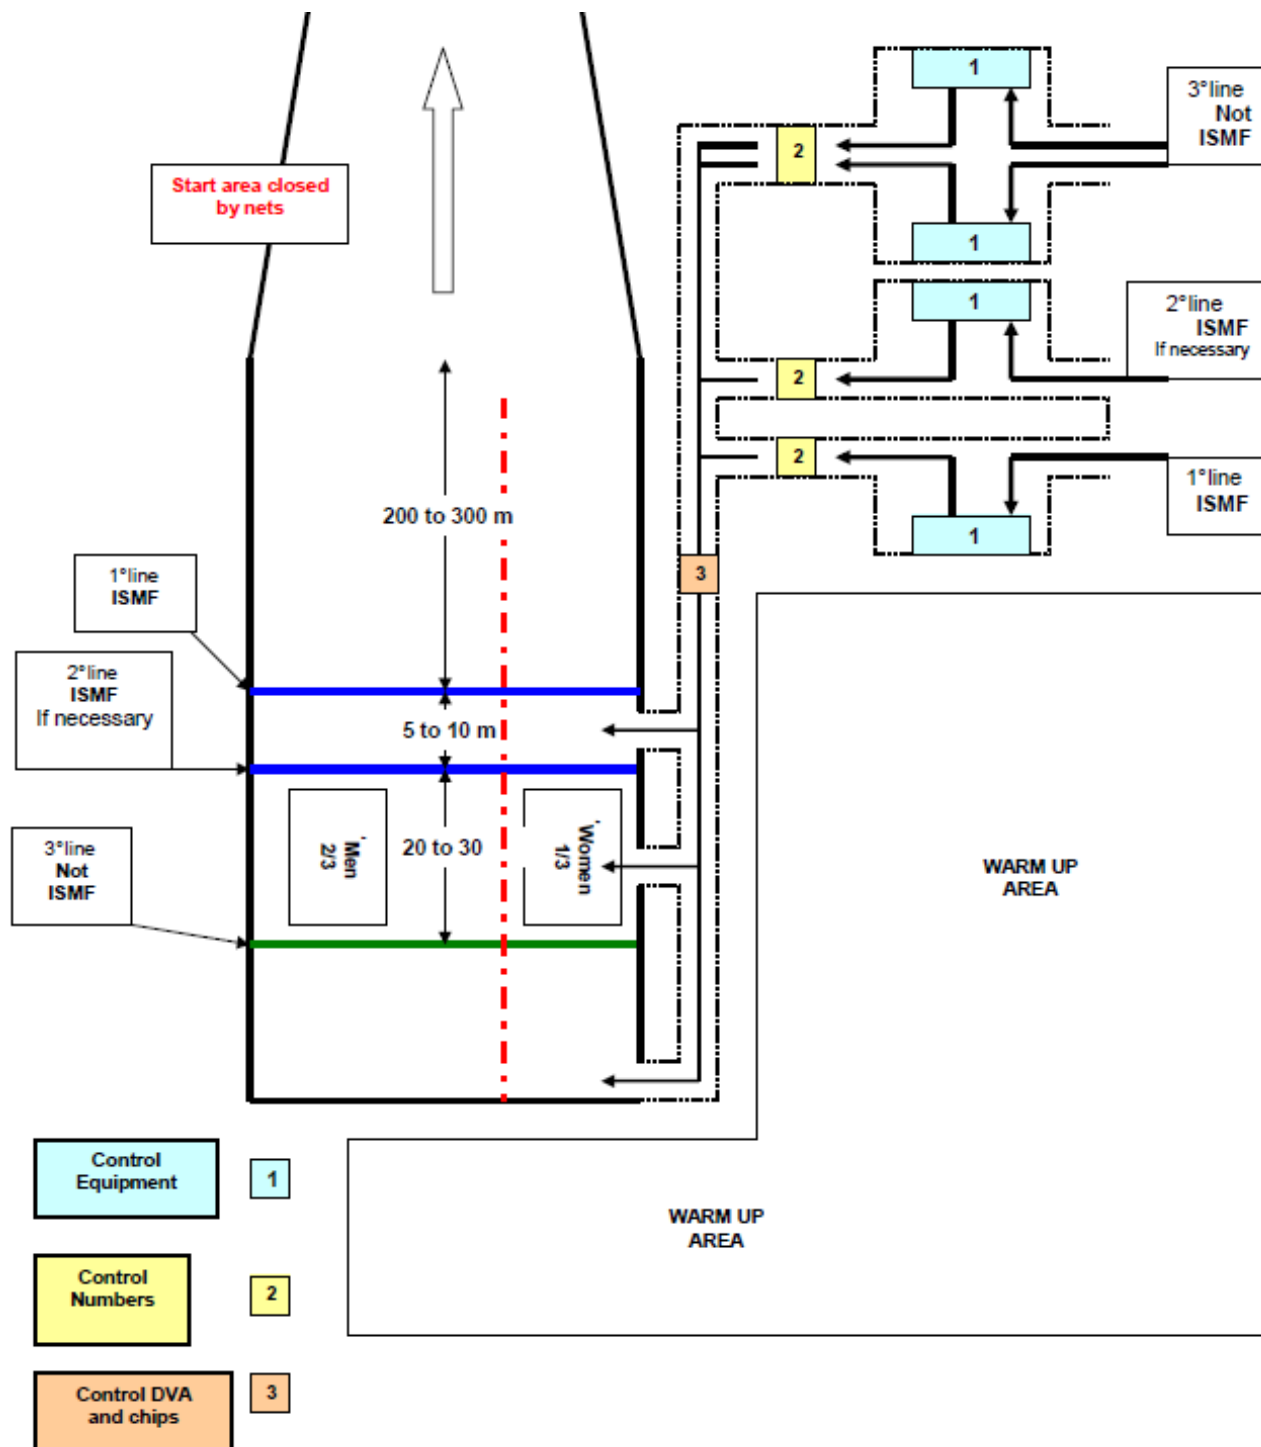 1
3°line
Not
ISMF
2
Start area closed
by nets
1
1
2°line
ISMF
If necessary
2
2
1°line
ISMF
200 to 300 m
1
3
1°line
ISMF
2°line
ISMF
If necessary
5 to 10 m
'Men
2/3
20 to 30
'Women
1/3
3°line
Not
ISMF
WARM UP
AREA
Control
Equipment
1
WARM UP
AREA
Control
Numbers
2
Control DVA
and chips
3